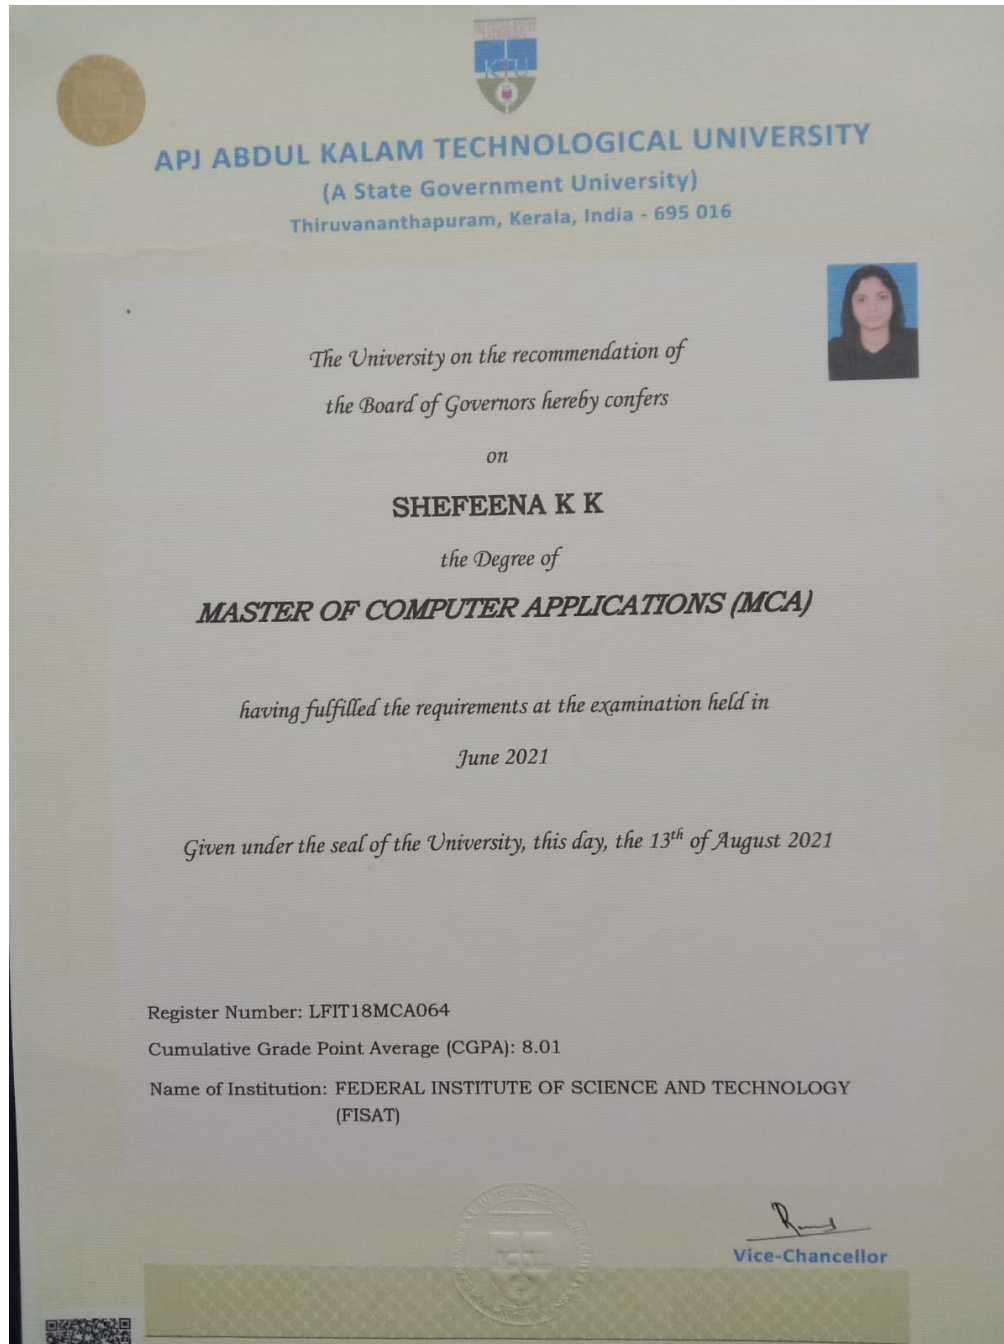 KTU
APJ ABDUL KALAM TECHNOLOGICAL UNIVERSITY
(A State Government University)
Thiruvananthapuram, Kerala, India - 695 016
The University on the recommendation of
the Board of Governors hereby confers
on
SHEFEENA K K
the Degree of
MASTER OF COMPUTER APPLICATIONS (MCA)
having fulfilled the requirements at the examination held in
June 2021
Given under the seal of the University, this day, the 13th of August 2021
Register Number: LFIT18MCA064
Cumulative Grade Point Average (CGPA): 8.01
Name of Institution: FEDERAL INSTITUTE OF SCIENCE AND TECHNOLOGY
(FISAT)
Vice-Chancellor